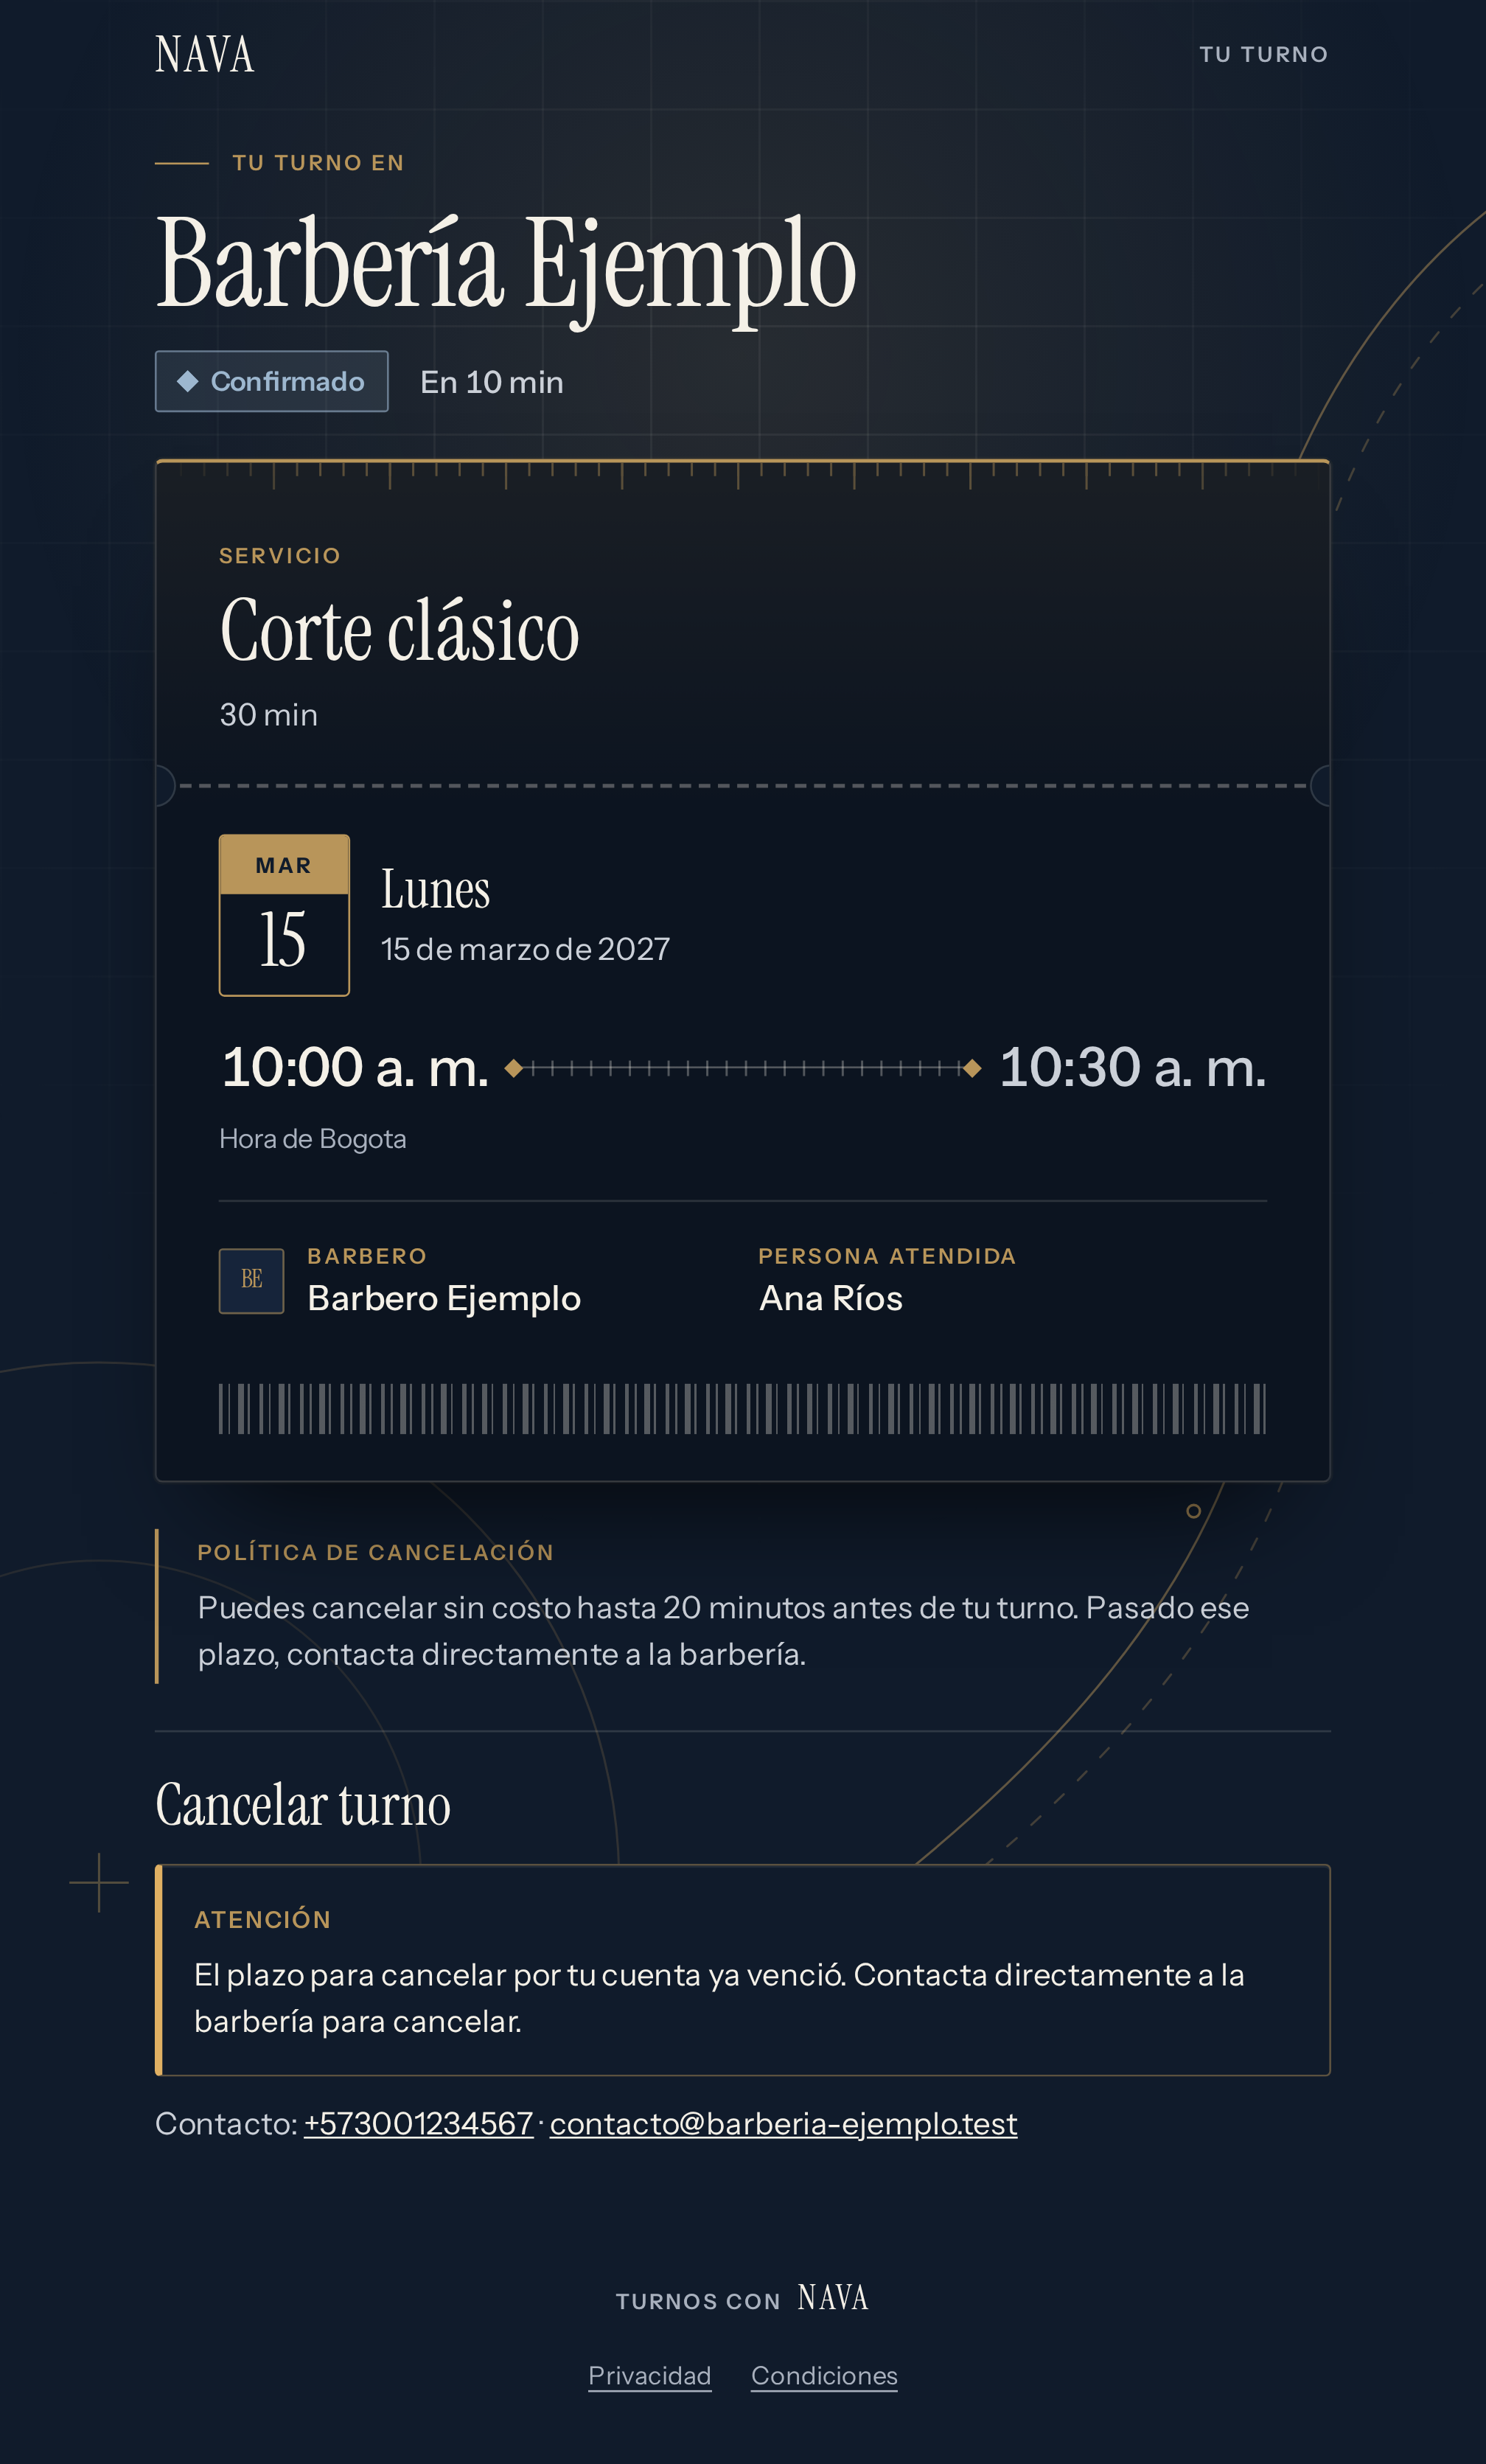 NAVA
TU TURNO
TU TURNO EN
Barbería Ejemplo
Confirmado
En 10 min
SERVICIO
Corte clásico
30 min
MAR
15
Lunes
15 de marzo de 2027
10:00 a. m.
10:30 a. m.
Hora de Bogota
BE
BARBERO
Barbero Ejemplo
PERSONA ATENDIDA
Ana Ríos
POLÍTICA DE CANCELACIÓN
Puedes cancelar sin costo hasta 20 minutos antes de tu turno. Pasado ese
plazo, contacta directamente a la barbería.
Cancelar turno
ATENCIÓN
El plazo para cancelar por tu cuenta ya venció. Contacta directamente a la
barbería para cancelar.
Contacto: +573001234567 · contacto@barberia-ejemplo.test
TURNOS CON NAVA
Privacidad
Condiciones